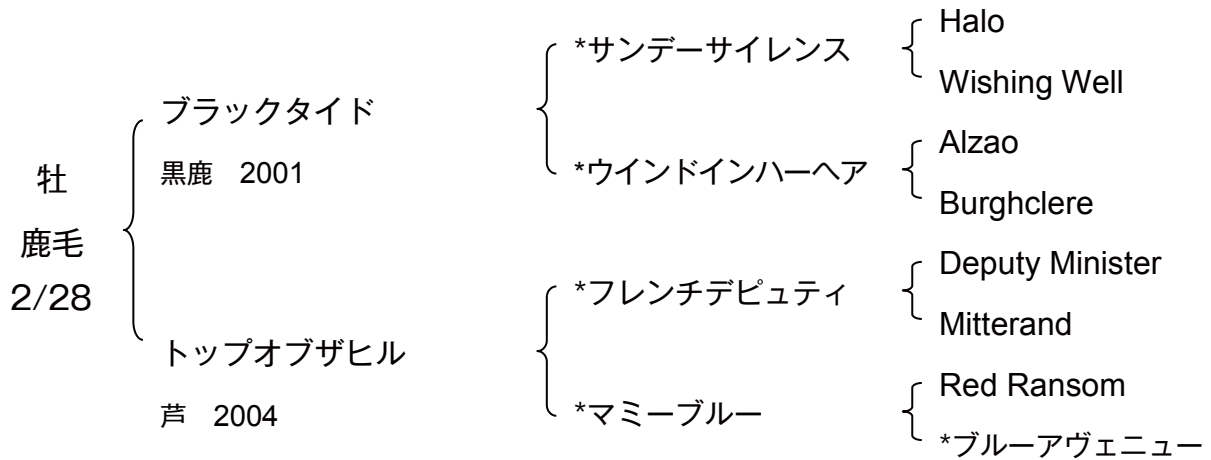 牡
鹿毛
2/28
ブラックタイド
黒鹿 2001
トップオブザヒル
芦 2004
*サンデーサイレンス
*ウインドインハーヘア
*フレンチデピュティ
*マミーブルー
Halo
Wishing Well
Alzao
Burghclere
Deputy Minister
Mitterand
Red Ransom
*ブルーアヴェニュー